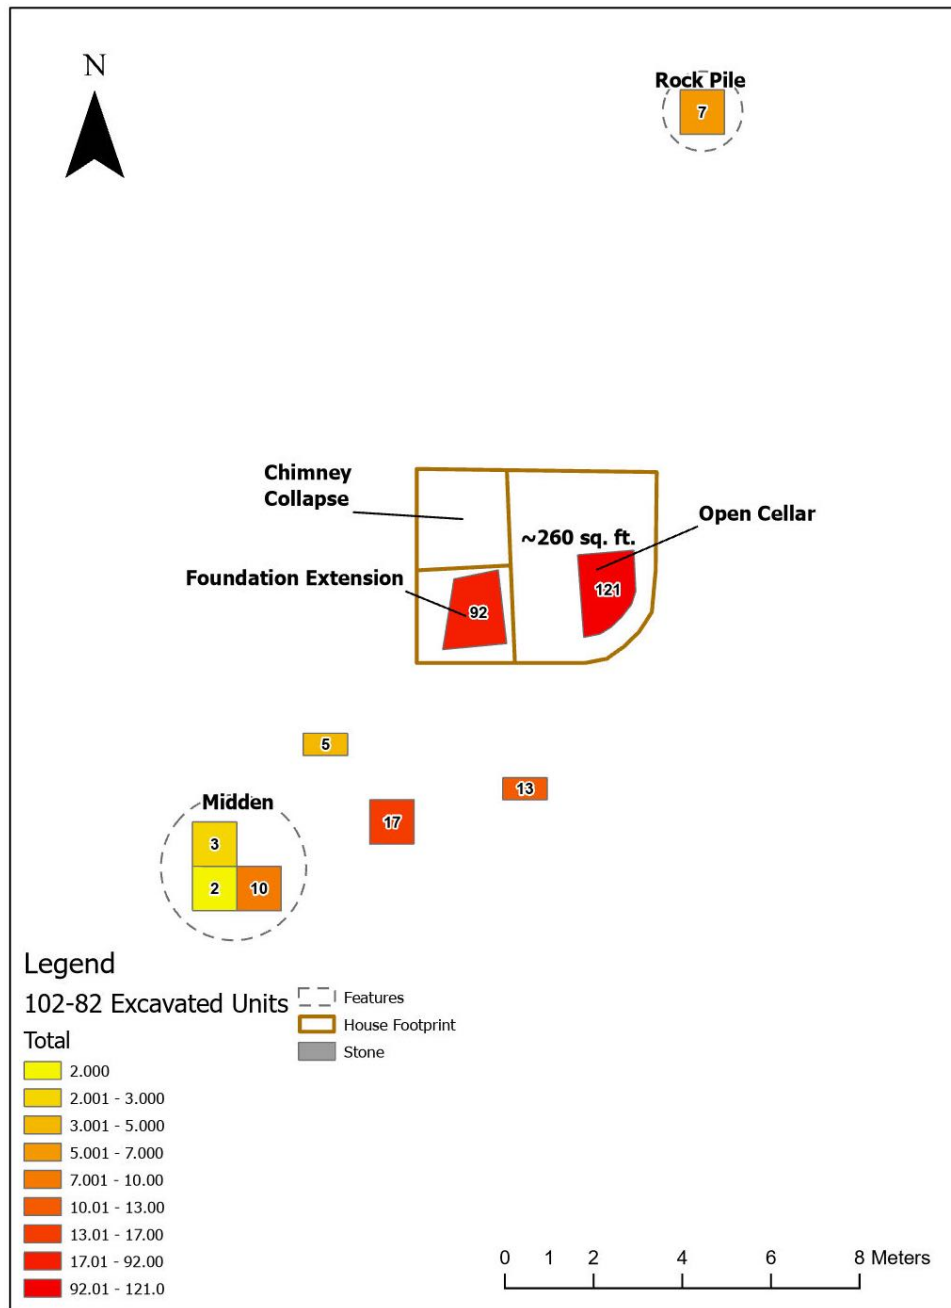 N
Rock Pile
7
Chimney
Collapse
~260 sq. ft.
Open Cellar
Foundation Extension
121
92
5
13
Midden
17
3
2
10
Legend
102-82 Excavated Units
Total
2.000
2.001 - 3.000
3.001 - 5.000
5.001 - 7.000
7.001 - 10.00
10.01 - 13.00
13.01 - 17.00
17.01 - 92.00
92.01 - 121.0
Features
House Footprint
Stone
0 1 2 4 6 8 Meters